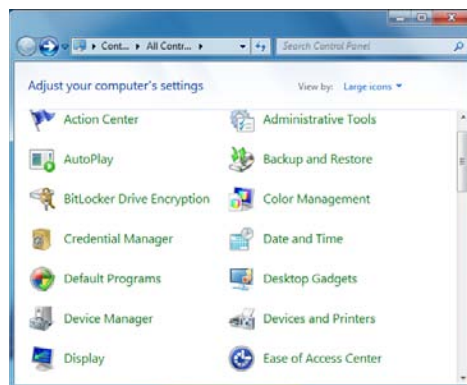 Cont... All Contr...
Search Control Panel
Adjust your computer's settings
View by: Large icons
Action Center
Administrative Tools
AutoPlay
Backup and Restore
BitLocker Drive Encryption
Color Management
Credential Manager
Date and Time
Default Programs
Desktop Gadgets
Device Manager
Devices and Printers
Display
Ease of Access Center